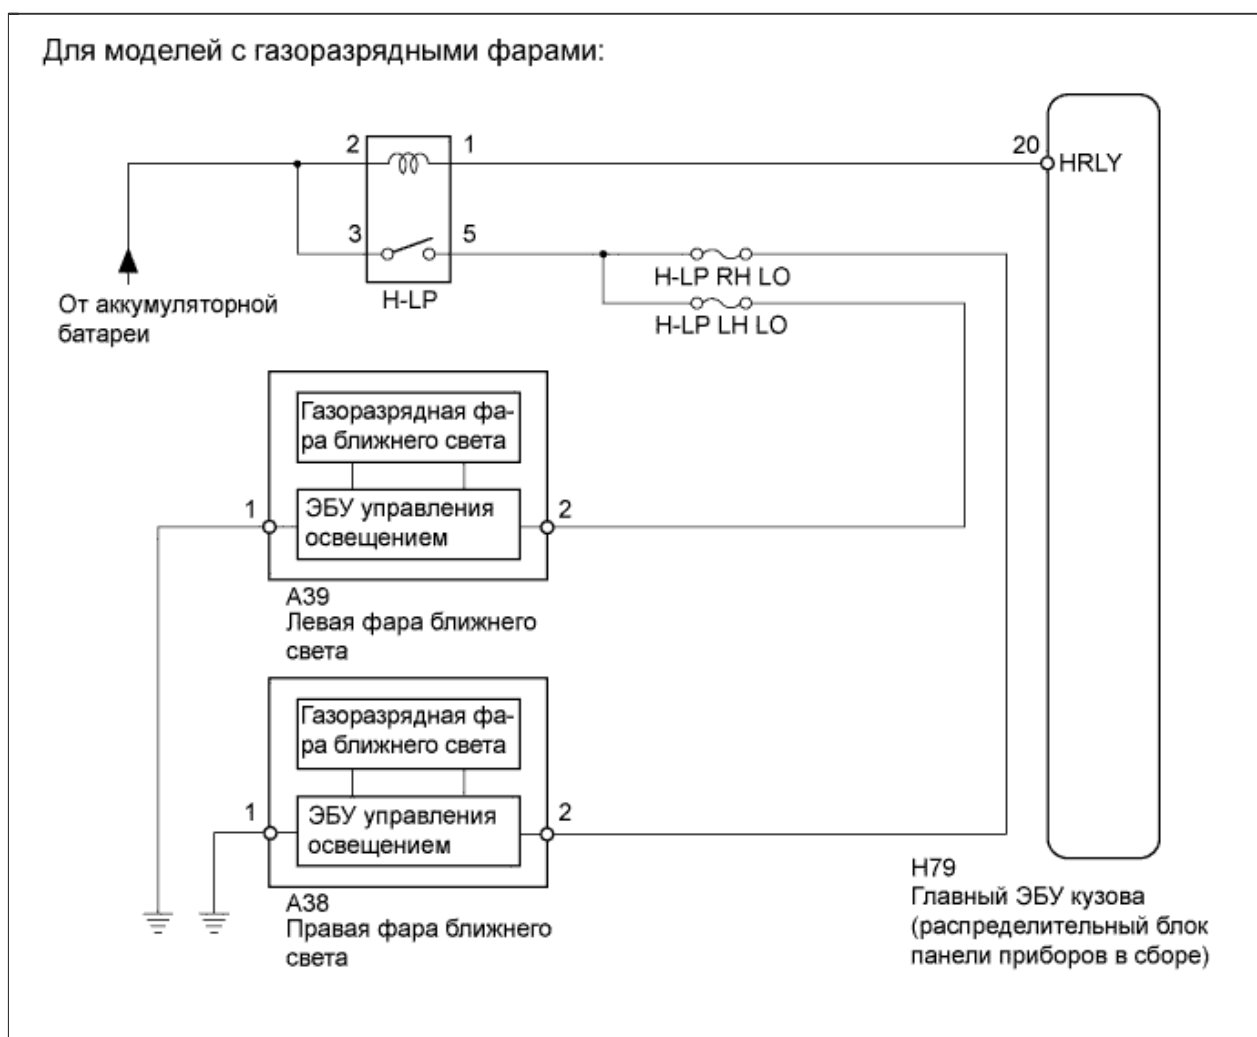 Для моделей с газоразрядными фарами:
2
1
20
HRLY
3
5
H-LP RH LO
H-LP
От аккумуляторной
батареи
H-LP LH LO
Газоразрядная фа-
ра ближнего света
1
ЭБУ управления
освещением
2
A39
Левая фара ближнего
света
Газоразрядная фа-
ра ближнего света
1
ЭБУ управления
освещением
2
A38
Правая фара ближнего
света
H79
Главный ЭБУ кузова
(распределительный блок
панели приборов в сборе)